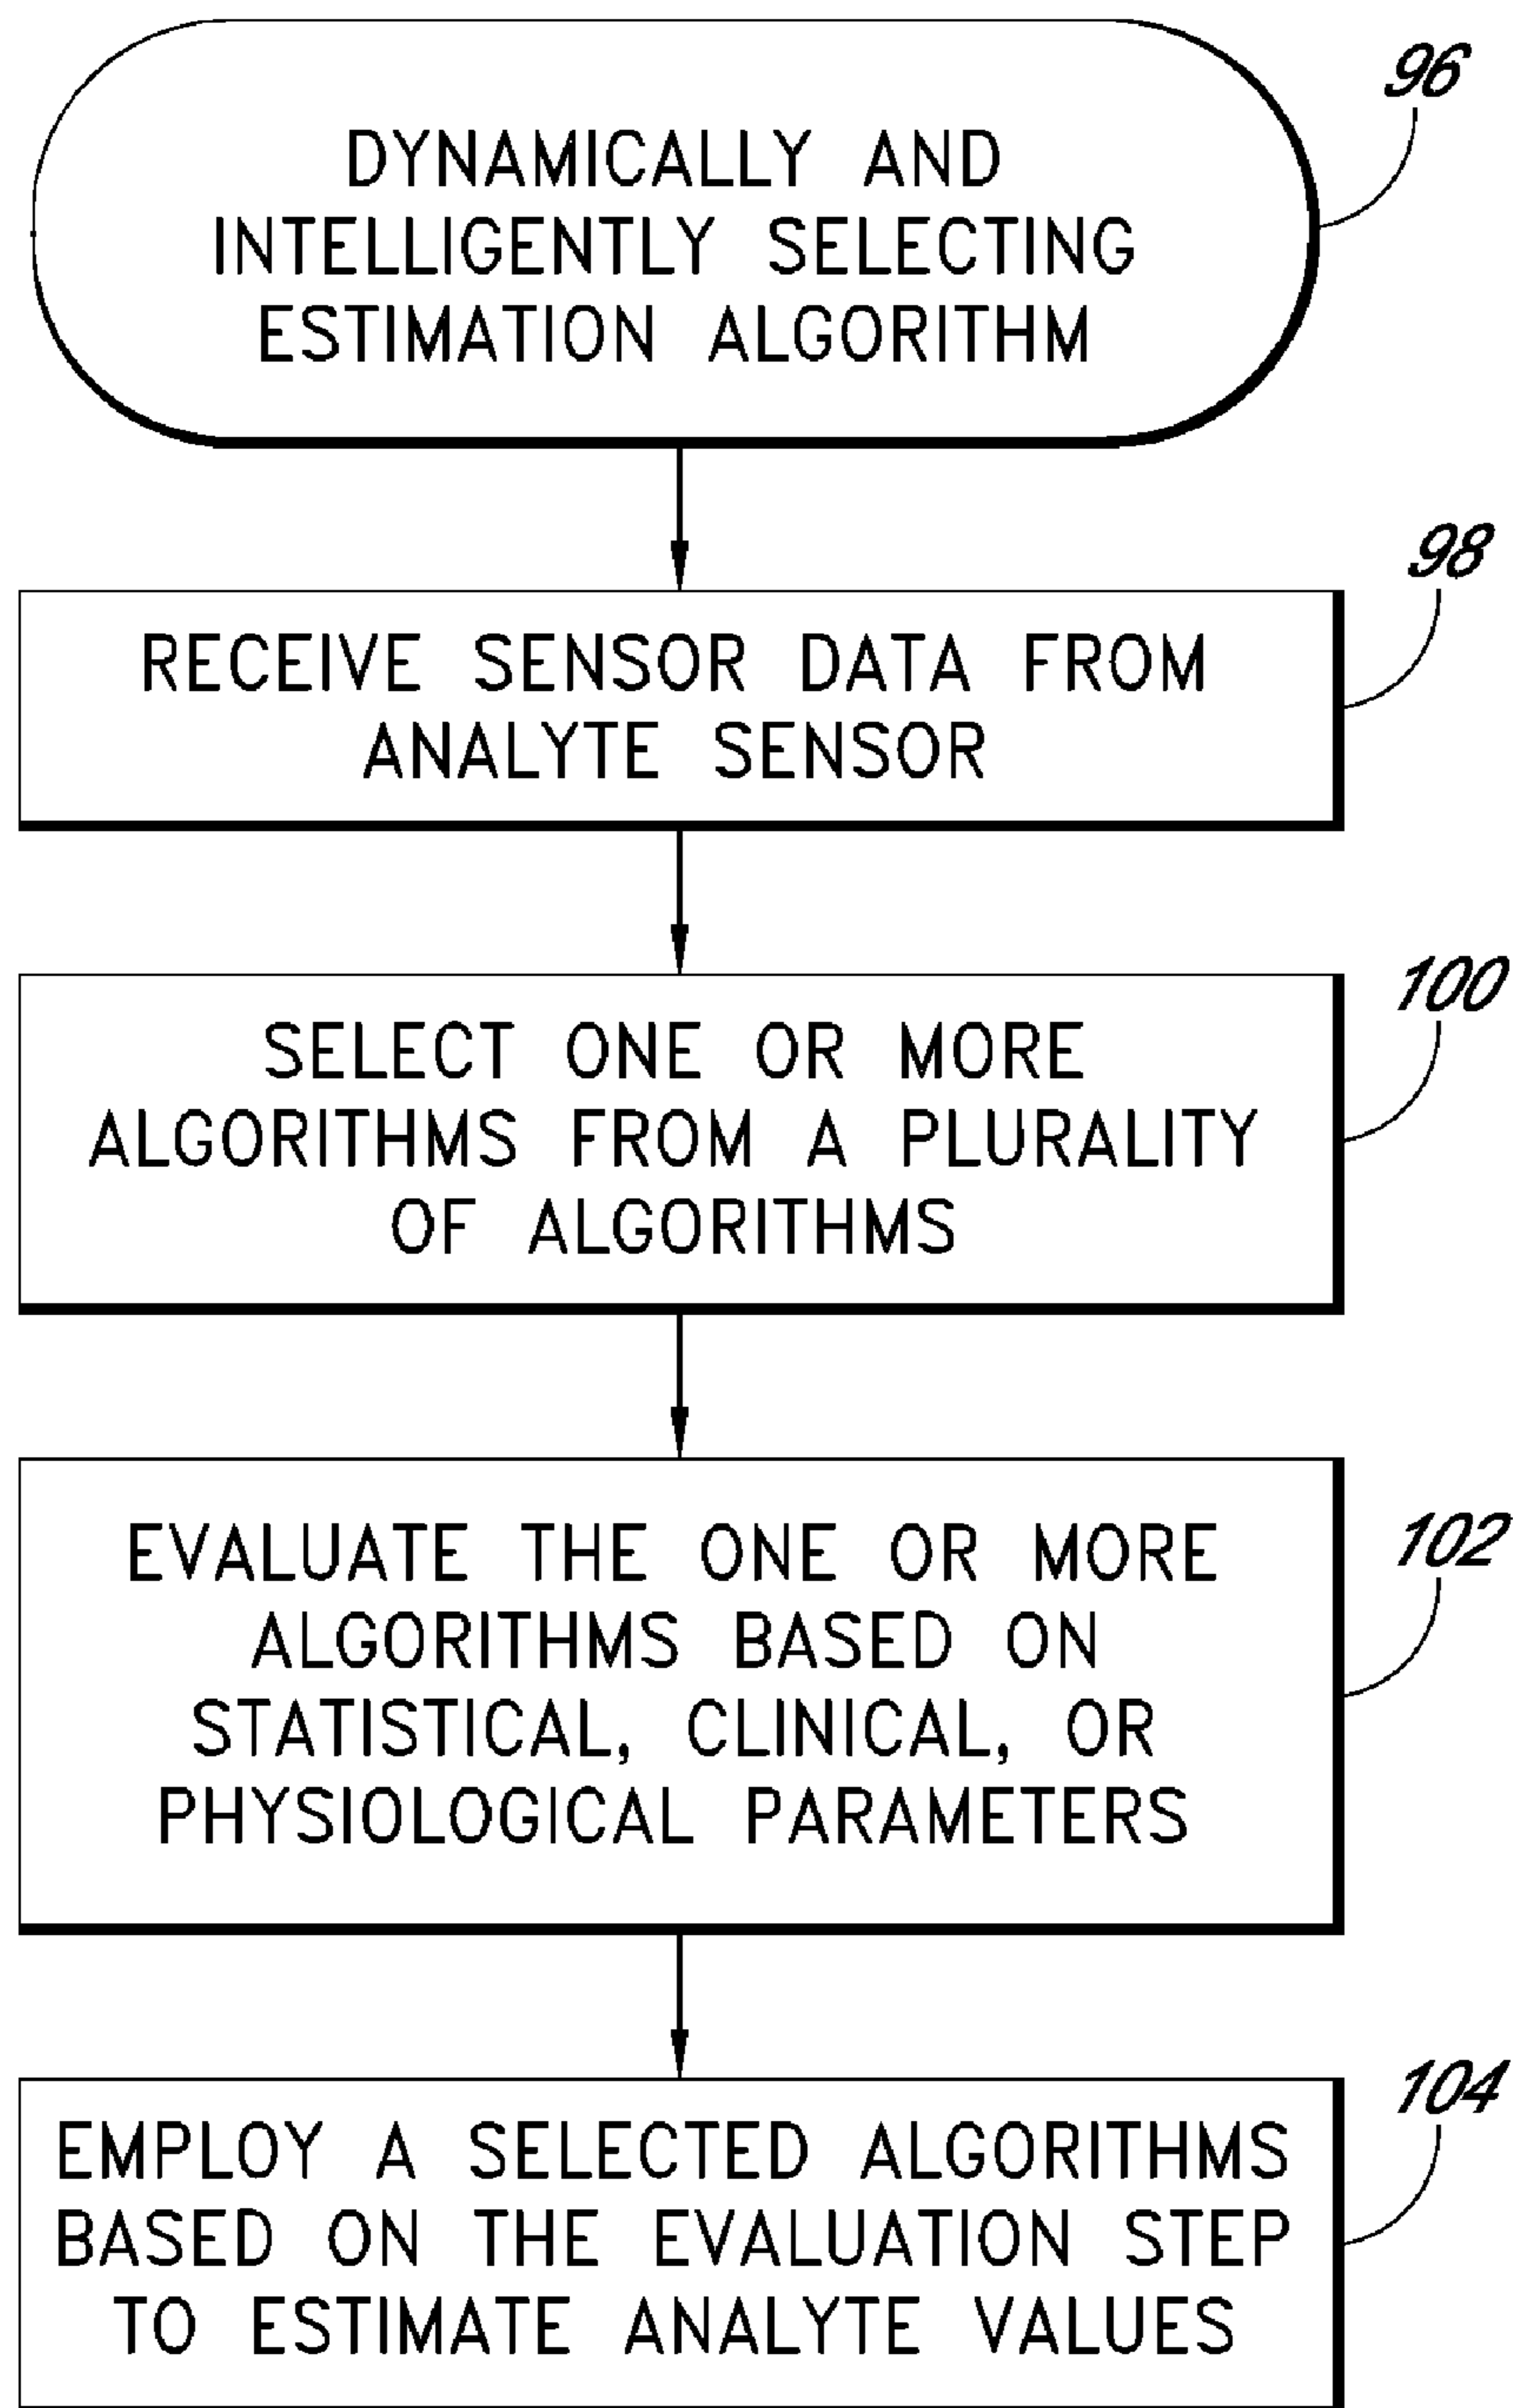 DYNAMICALLY AND
INTELLIGENTLY SELECTING
ESTIMATION ALGORITHM
96
RECEIVE SENSOR DATA FROM
ANALYTE SENSOR
98
SELECT ONE OR MORE
ALGORITHMS FROM A PLURALITY
OF ALGORITHMS
100
EVALUATE THE ONE OR MORE
ALGORITHMS BASED ON
STATISTICAL, CLINICAL, OR
PHYSIOLOGICAL PARAMETERS
102
EMPLOY A SELECTED ALGORITHMS
BASED ON THE EVALUATION STEP
TO ESTIMATE ANALYTE VALUES
104